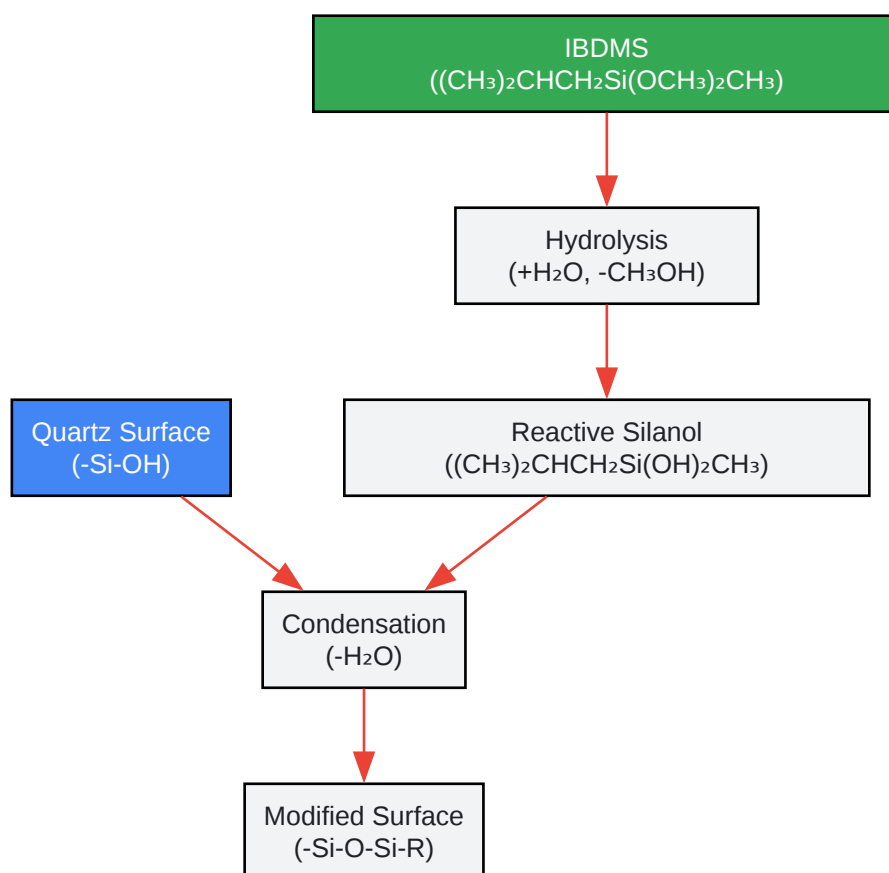 IBDMS
((CH₃)₂CHCH₂Si(OCH₃)₂CH₃)
Hydrolysis
(+H₂O, -CH₃OH)
Quartz Surface
(-Si-OH)
Reactive Silanol
((CH₃)₂CHCH₂Si(OH)₂CH₃)
Condensation
(-H₂O)
Modified Surface
(-Si-O-Si-R)